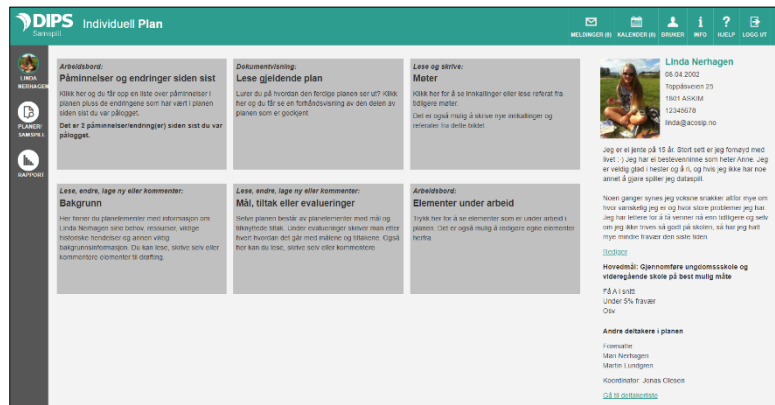 DIPS
Samspill
Individuell Plan
MELDINGER (0)
KALENDER (0)
BRUKER
INFO
HJELP
LOGG UT
LINDA
NERHAGEN
PLANER/
SAMSPILL
RAPPORT
Arbeidsbord:
Påminnelser og endringer siden sist
Klikk her og du får opp en liste over påminnelser i
planen pluss de endringene som har vært i planen
siden sist du var pålogget.
Det er 2 påminnelse/endring(er) siden sist du var
pålogget.
Dokumentvisning:
Lese gjeldende plan
Lurer du på hvordan den ferdige planen ser ut? Klikk
her og du får se en forhåndsvisning av den delen av
planen som er godkjent
Lese og skrive:
Møter
Klikk her for å se innkallinger eller lese referat fra
tidligere møter.
Det er også mulig å skrive nye innkallinger og
referater fra dette bildet.
Lese, endre, lage ny eller kommenter:
Bakgrunn
Her finner du planelementer med informasjon om
Linda Nerhagen sine behov, ressurser, viktige
historiske hendelser og annen viktig
bakgrunnsinformasjon. Du kan lese, skrive selv eller
kommentere elementer til drøfting.
Lese, endre, lage ny eller kommenter:
Mål, tiltak eller evalueringer
Selve planen består av planelementer med mål og
tilknyttede tiltak. Under evalueringer skriver man etter
hvert hvordan det går med målene og tiltakene. Også
her kan du lese, skrive selv eller kommentere.
Arbeidsbord:
Elementer under arbeid
Trykk her for å se elementer som er under arbeid i
planen. Det er også mulig å redigere egne elementer
herfra.
Linda Nerhagen
06.04.2002
Toppåsveien 25
1801 ASKIM
12345678
linda@acosip.no
Jeg er ei jente på 15 år. Stort sett er jeg fornøyd med
livet :-) Jeg har ei bestevenninne som heter Anne. Jeg
er veldig glad i hester og å ri, og hvis jeg ikke har noe
annet å gjøre spiller jeg dataspill.
Noen ganger synes jeg voksne snakker altfor mye om
hvor vanskelig jeg er og hvor store problemer jeg har.
Jeg har lettere for å få venner nå enn tidligere og selv
om jeg ikke trives så godt på skolen, så har jeg hatt
mye mindre fravær den siste tiden.
Rediger
Hovedmål: Gjennomføre ungdomsskole og
videregående skole på best mulig måte
Få A i snitt
Under 5% fravær
Osv
Andre deltakere i planen
Foresatte:
Mari Nerhagen
Martin Lundgren
Koordinator: Jonas Olesen
Gå til deltakerliste